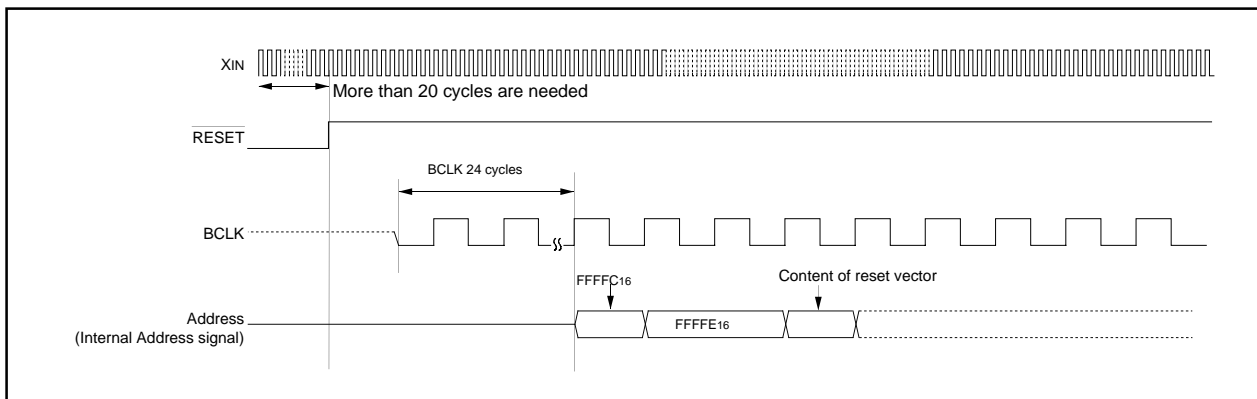 XIN
More than 20 cycles are needed
RESET
BCLK 24 cycles
BCLK
FFFFC16
Content of reset vector
Address
(Internal Address signal)
FFFFE16